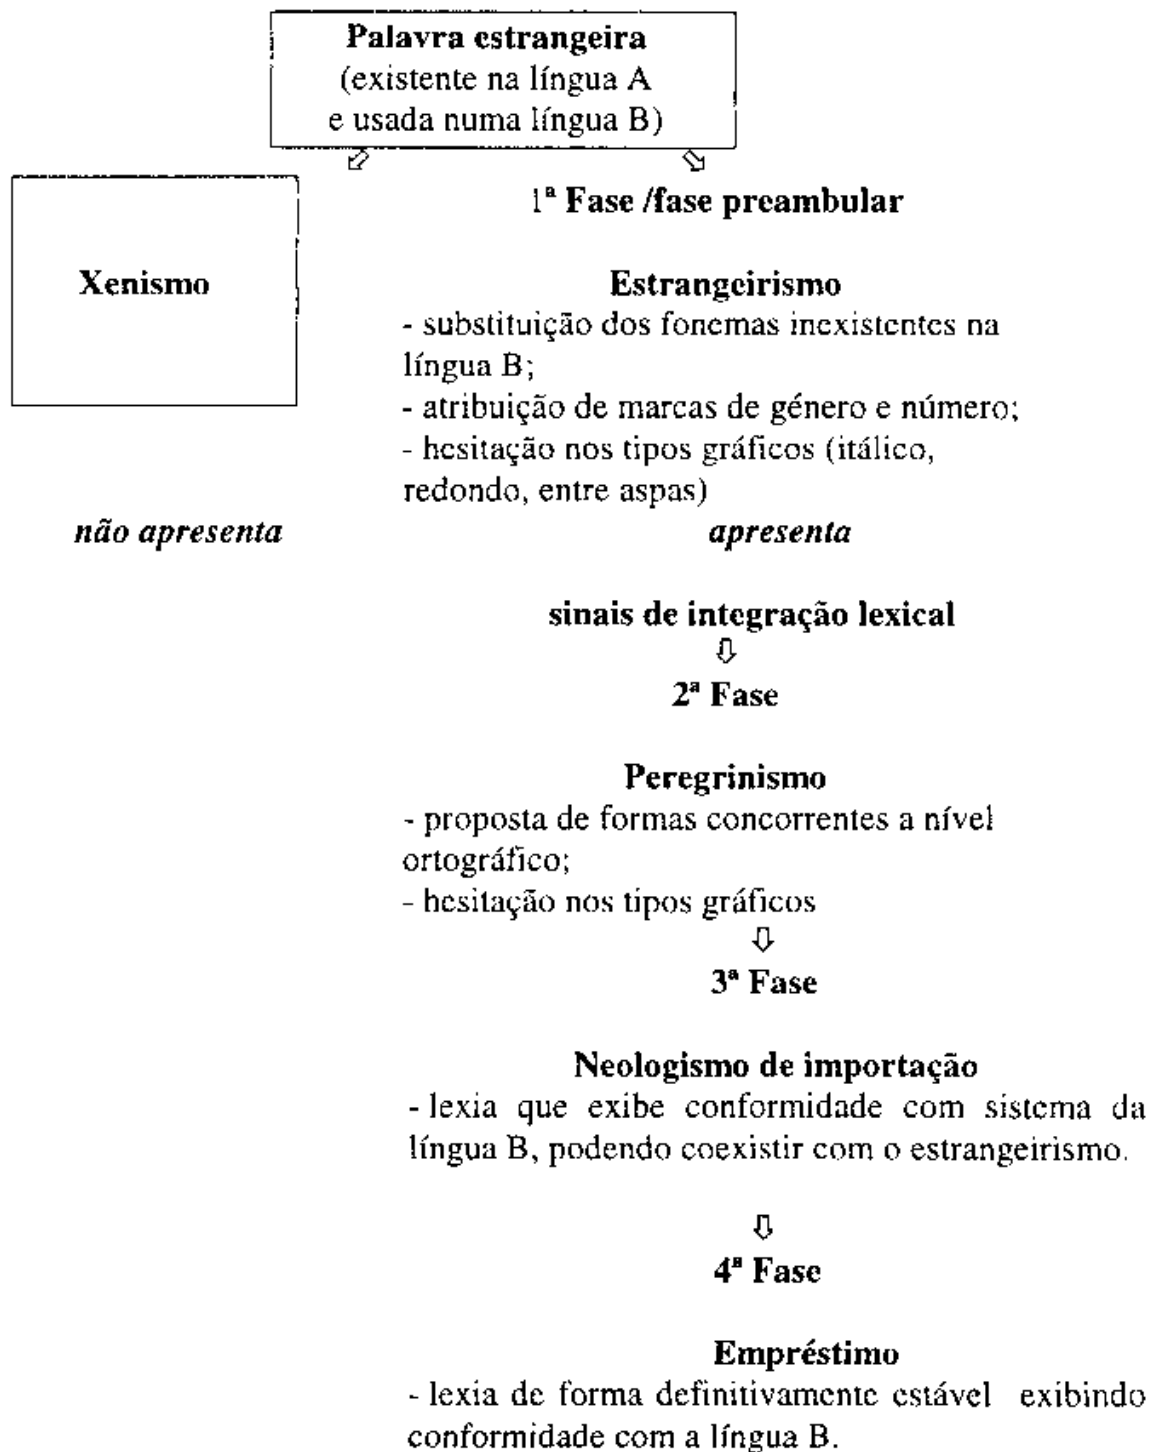 Palavra estrangeira
(existente na língua A
e usada numa língua B)
1ª Fase /fase preambular
Xenismo
Estrangeirismo
- substituição dos fonemas inexistentes na
língua B;
- atribuição de marcas de género e número;
- hesitação nos tipos gráficos (itálico,
redondo, entre aspas)
não apresenta
apresenta
sinais de integração lexical
2ª Fase
Peregrinismo
- proposta de formas concorrentes a nível
ortográfico;
- hesitação nos tipos gráficos
3ª Fase
Neologismo de importação
- lexia que exibe conformidade com sistema da
língua B, podendo coexistir com o estrangeirismo.
4ª Fase
Empréstimo
- lexia de forma definitivamente estável exibindo
conformidade com a língua B.